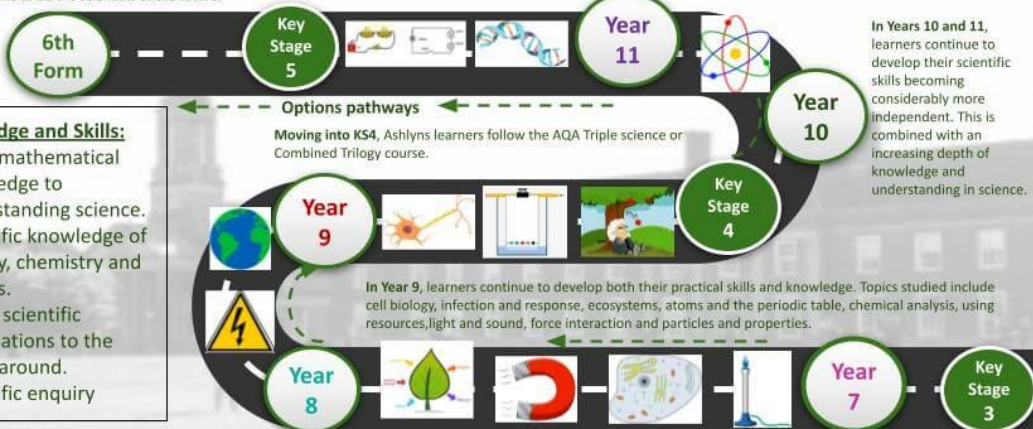 6th
Form
Key
Stage
5
Year
11
Year
10
In Years 10 and 11,
learners continue to
develop their scientific
skills becoming
considerably more
independent. This is
combined with an
increasing depth of
knowledge and
understanding in science.
Options pathways
Moving into KS4, Ashlyns learners follow the AQA Triple science or
Combined Trilogy course.
Key
Stage
4
Year
9
and Skills:
mathematical
to
science.
knowledge of
chemistry and
scientific
to the
around.
enquiry
In Year 9, learners continue to develop both their practical skills and knowledge. Topics studied include
cell biology, infection and response, ecosystems, atoms and the periodic table, chemical analysis, using
resources,light and sound, force interaction and particles and properties.
Year
8
Year
7
Key
Stage
3